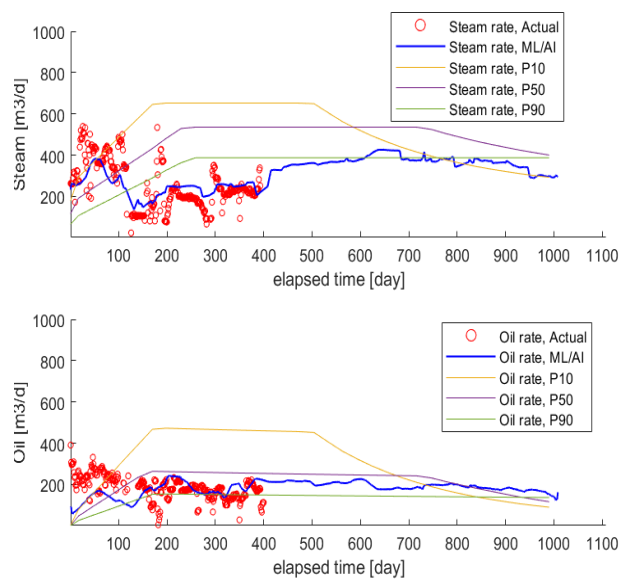 1000
800
600
400
200
Steam [m3/d]
Steam rate, Actual
Steam rate, ML/AI
Steam rate, P10
Steam rate, P50
Steam rate, P90
100 200 300 400 500 600 700 800 900 1000 1100
elapsed time [day]
1000
800
600
400
200
Oil [m3/d]
Oil rate, Actual
Oil rate, ML/AI
Oil rate, P10
Oil rate, P50
Oil rate, P90
100 200 300 400 500 600 700 800 900 1000 1100
elapsed time [day]